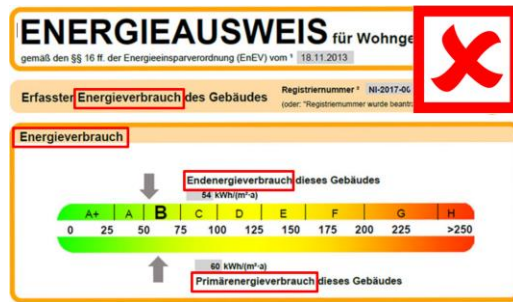 ENERGIEAUSWEIS für Wohnge
gemäß den §§ 16 ff. der Energieeinsparverordnung (EnEV) vom ¹ 18.11.2013
Erfasster Energieverbrauch des Gebäudes
Registriernummer ² NI-2017-00
(oder: "Registriernummer wurde beantr
Energieverbrauch
Endenergieverbrauch dieses Gebäudes
54 kWh/(m²·a)
A+ A B C D E F G H
0 25 50 75 100 125 150 175 200 225 >250
60 kWh/(m²·a)
Primärenergieverbrauch dieses Gebäudes